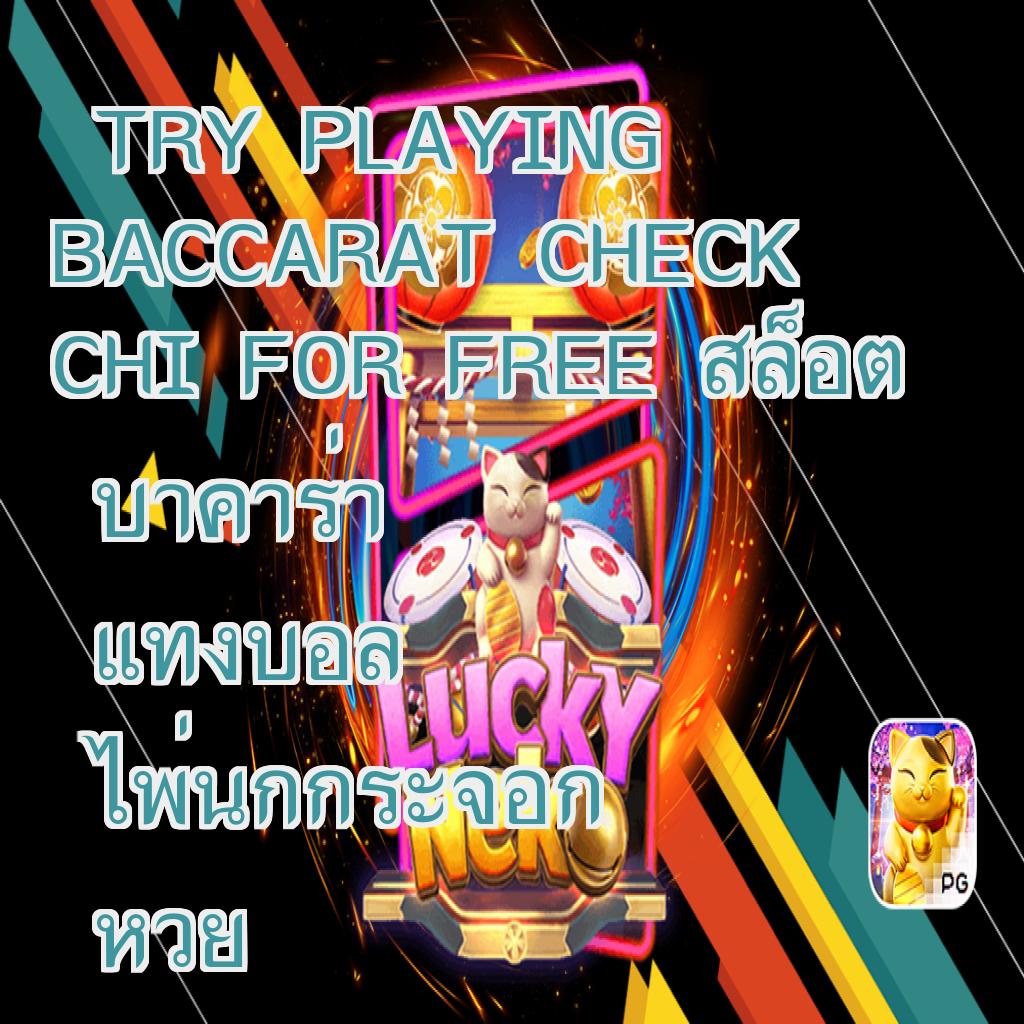 TRY PLAYING
BACCARAT CHECK
CHI FOR FREE สล็อต
บาคาร่า
แทงบอล
LUCKY
ไพ่นกกระจอก
NEKO
PG
หวย